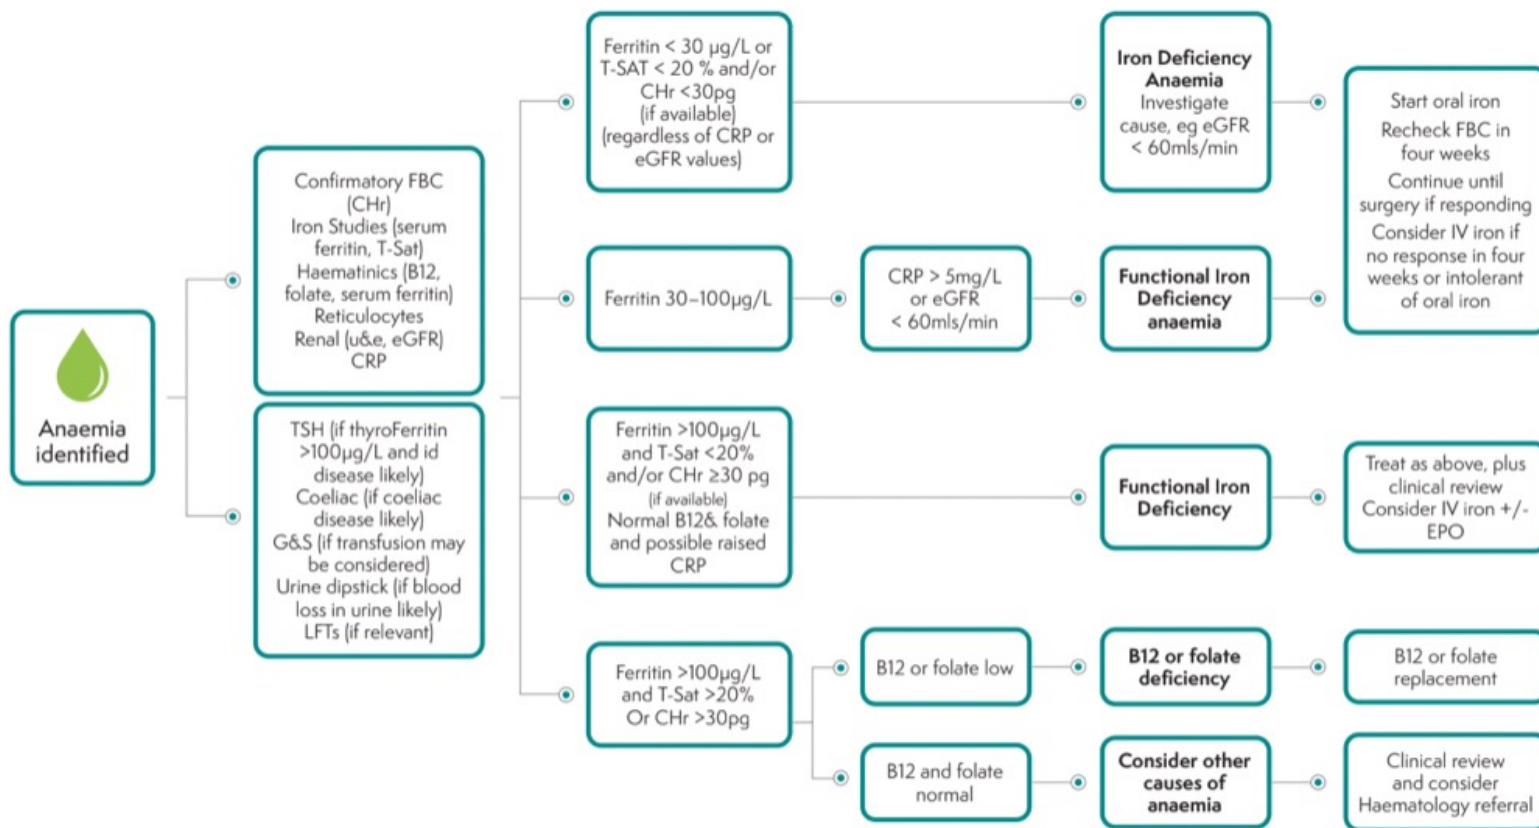 Anaemia
identified
Confirmatory FBC
(CHr)
Iron Studies (serum
ferritin, T-Sat)
Haematinics (B12,
folate, serum ferritin)
Reticulocytes
Renal (u&e, eGFR)
CRP
TSH (if thyroFerritin
>100µg/L and id
disease likely)
Coeliac (if coeliac
disease likely)
G&S (if transfusion may
be considered)
Urine dipstick (if blood
loss in urine likely)
LFTs (if relevant)
Ferritin < 30 µg/L or
T-SAT < 20 % and/or
CHr <30pg
(if available)
(regardless of CRP or
eGFR values)
Iron Deficiency
Anaemia
Investigate
cause, eg eGFR
< 60mls/min
Start oral iron
Recheck FBC in
four weeks
Continue until
surgery if responding
Consider IV iron if
no response in four
weeks or intolerant
of oral iron
Ferritin 30–100µg/L
CRP > 5mg/L
or eGFR
< 60mls/min
Functional Iron
Deficiency
anaemia
Ferritin >100µg/L
and T-Sat <20%
and/or CHr ≥30 pg
(if available)
Normal B12& folate
and possible raised
CRP
Functional Iron
Deficiency
Treat as above, plus
clinical review
Consider IV iron +/-
EPO
Ferritin >100µg/L
and T-Sat >20%
Or CHr >30pg
B12 or folate low
B12 or folate
deficiency
B12 or folate
replacement
B12 and folate
normal
Consider other
causes of
anaemia
Clinical review
and consider
Haematology referral